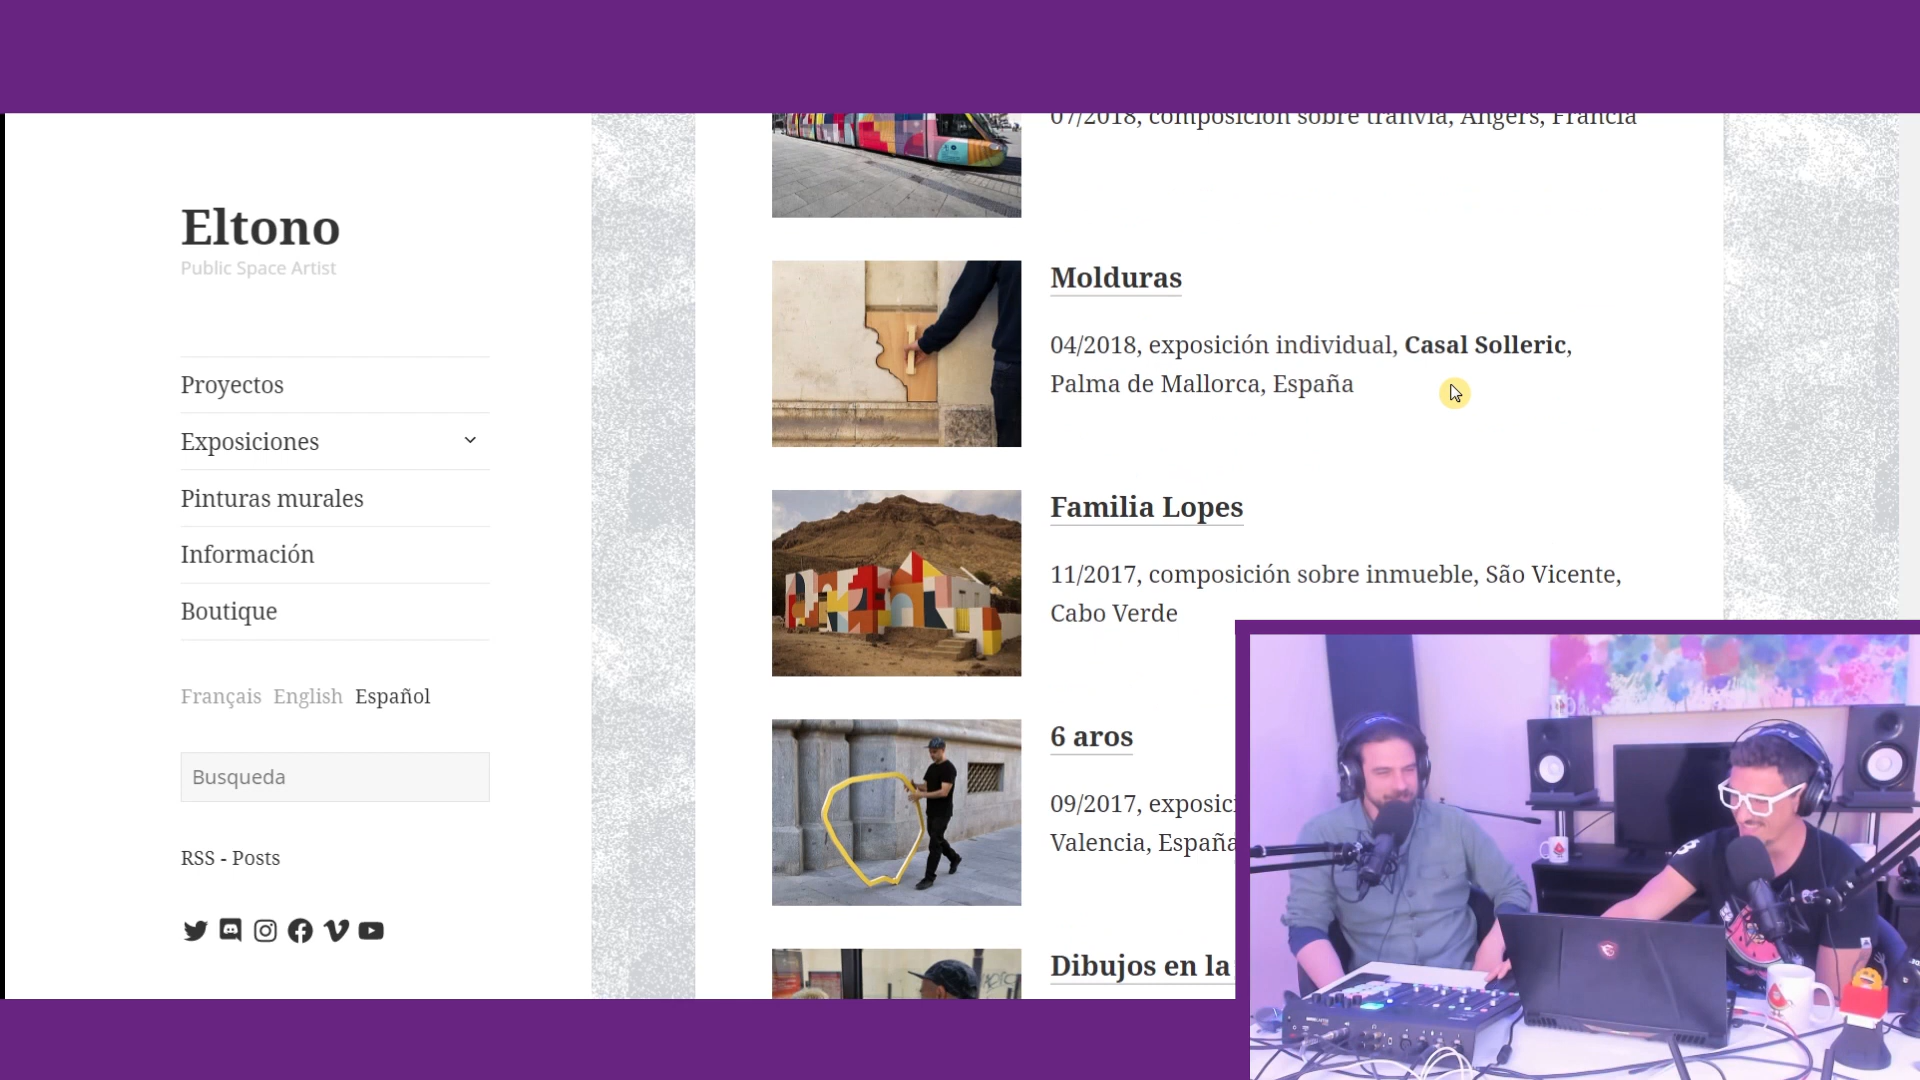 Eltono
Public Space Artist
Proyectos
Exposiciones
Pinturas murales
Información
Boutique
Français English Español
Busqueda
RSS - Posts
07/2018, composición sobre tranvía, Angers, Francia
Molduras
04/2018, exposición individual, Casal Solleric,
Palma de Mallorca, España
Familia Lopes
11/2017, composición sobre inmueble, São Vicente,
Cabo Verde
6 aros
09/2017,
Valencia, España
Dibujos en la